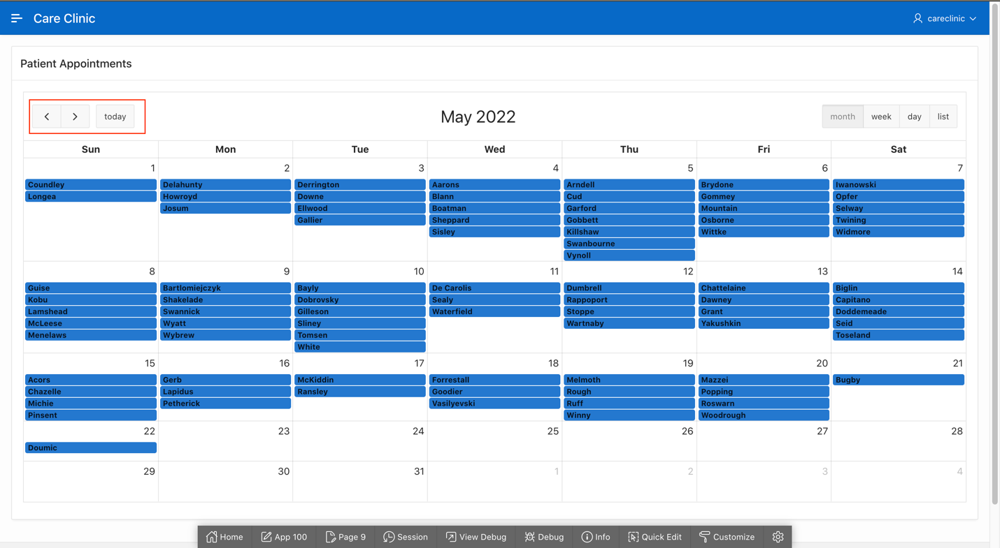 Care Clinic
careclinic
Patient Appointments
today
May 2022
month week day list
Sun Mon Tue Wed Thu Fri Sat
1 2 3 4 5 6 7
Coundley Delahunty Derrington Aarons Arndell Brydone Iwanowski
Longea Howroyd Downe Blann Cud Gommey Opfer
Josum Ellwood Boatman Garford Mountain Selway
Gallier Sheppard Gobbett Osborne Twining
Sisley Killshaw Wittke Widmore
Swanbourne
Vynoll
8 9 10 11 12 13 14
Guise Bartlomiejczyk Bayly De Carolis Dumbrell Chattelaine Biglin
Kobu Shakelade Dobrovsky Sealy Rappoport Dawney Capitano
Lamshead Swannick Gilleson Waterfield Stoppe Grant Doddemeade
McLeese Wyatt Sliney Wartnaby Yakushkin Seid
Menelaws Wybrew Tomsen Toseland
White
15 16 17 18 19 20 21
Acors Gerb McKiddin Forrestall Melmoth Mazzei Bugby
Chazelle Lapidus Ransley Goodier Rough Popping
Michie Petherick Vasilyevski Ruff Roswarn
Pinsent Winny Woodrough
22 23 24 25 26 27 28
Doumic
29 30 31 1 2 3 4
Home App 100 Page 9 Session View Debug Debug Info Quick Edit Customize